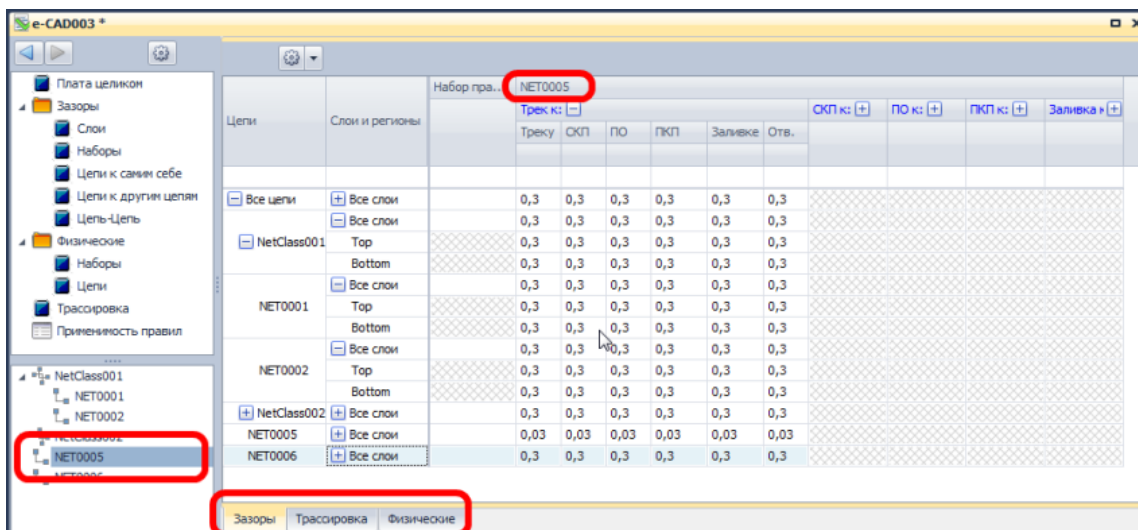 e-CAD003 *
Плата целиком
Зазоры
Слои
Наборы
Цепи к самим себе
Цепи к другим цепям
Цепь-Цепь
Физические
Наборы
Цепи
Трассировка
Применимость правил
NetClass001
NET0001
NET0002
NetClass002
NET0005
NET0006
Цепи Слои и регионы Набор пра... NET0005
Трек к: СКП к: ПО к: ПКП к: Заливка к
Треку СКП ПО ПКП Заливке Отв.
Все цепи Все слои 0,3 0,3 0,3 0,3 0,3 0,3
Все слои 0,3 0,3 0,3 0,3 0,3 0,3
NetClass001 Top 0,3 0,3 0,3 0,3 0,3 0,3
Bottom 0,3 0,3 0,3 0,3 0,3 0,3
Все слои 0,3 0,3 0,3 0,3 0,3 0,3
NET0001 Top 0,3 0,3 0,3 0,3 0,3 0,3
Bottom 0,3 0,3 0,3 0,3 0,3 0,3
Все слои 0,3 0,3 0,3 0,3 0,3 0,3
NET0002 Top 0,3 0,3 0,3 0,3 0,3 0,3
Bottom 0,3 0,3 0,3 0,3 0,3 0,3
NetClass002 Все слои 0,3 0,3 0,3 0,3 0,3 0,3
NET0005 Все слои 0,03 0,03 0,03 0,03 0,03 0,03
NET0006 Все слои 0,3 0,3 0,3 0,3 0,3 0,3
Зазоры Трассировка Физические